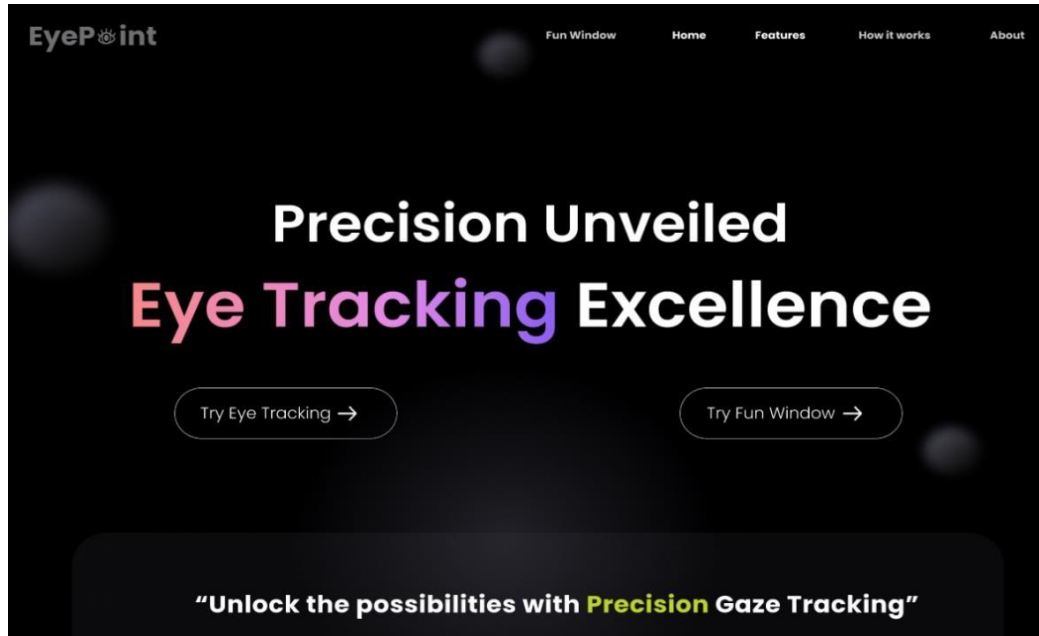 EyePoint
Fun Window Home Features How it works About
Precision Unveiled
Eye Tracking Excellence
Try Eye Tracking → Try Fun Window →
“Unlock the possibilities with Precision Gaze Tracking”